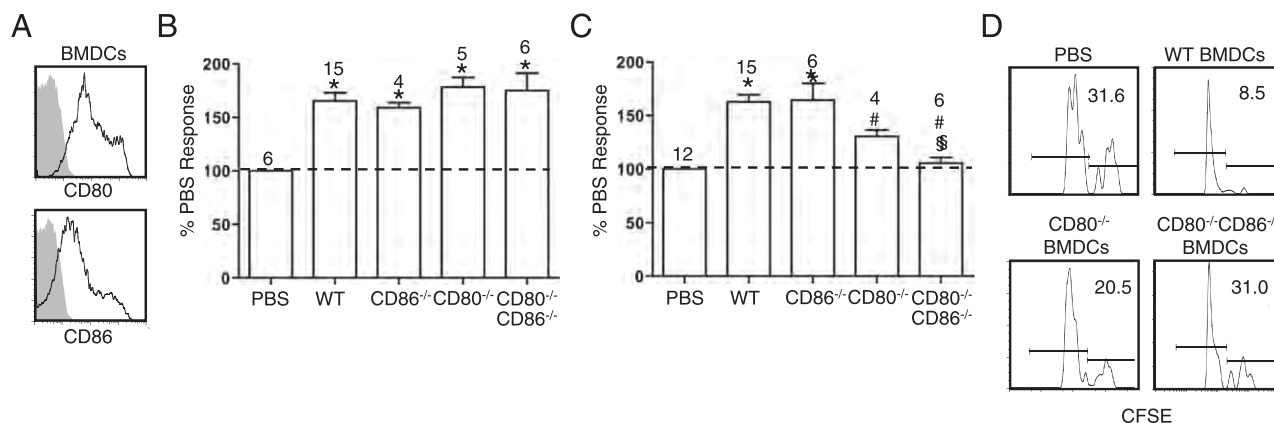 A
BMDCs
CD80
CD86
B
% PBS Response
200
150
100
50
0
6
15
*
4
*
5
*
6
*
PBS
WT
CD86-/-
CD80-/-
CD80-/-
CD86-/-
C
% PBS Response
200
150
100
50
0
12
15
*
6
*
4
#
6
#
§
PBS
WT
CD86-/-
CD80-/-
CD80-/-
CD86-/-
D
PBS
31.6
WT BMDCs
8.5
CD80-/-
BMDCs
20.5
CD80-/-CD86-/-
BMDCs
31.0
CFSE